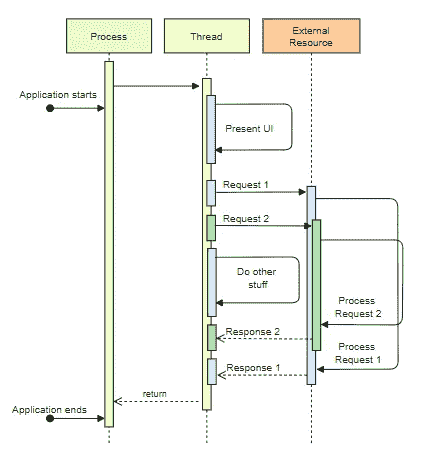 Process
Thread
External
Resource
Application starts
Present UI
Request 1
Request 2
Do other
stuff
Process
Request 2
Response 2
Process
Request 1
Response 1
return
Application ends